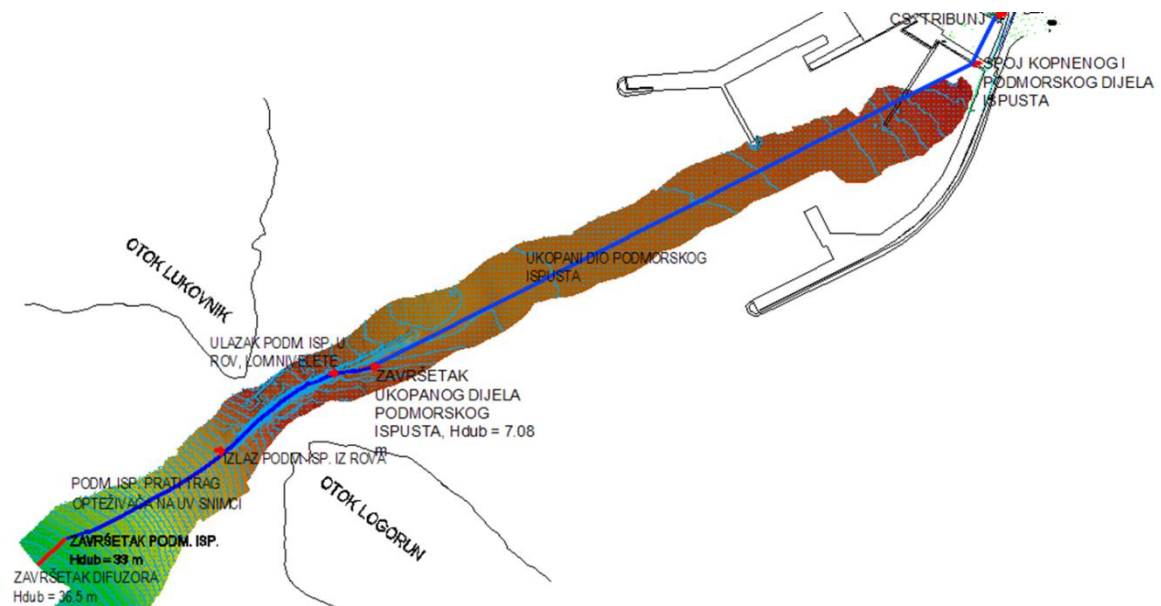 CS "TRIBUNJ"
SPOJ KOPNENOG I
PODMORSKOG DIJELA
ISPUSTA
UKOPANI DIO PODMORSKOG
ISPUSTA
OTOK LUKOVNIK
ULAZAK PODM. ISP. U
ROV, LOM NIVELETE
ZAVRŠETAK
UKOPANOG DIJELA
PODMORSKOG
ISPUSTA, Hdub = 7.08
m
IZLAZ PODM. ISP. IZ ROVA
OTOK LOGORUN
PODM. ISP. PRATI TRAG
OPTEŽIVAČA NA UV SNIMCI
ZAVRŠETAK PODM. ISP.
Hdub = 33 m
ZAVRŠETAK DIFUZORA
Hdub = 36.5 m